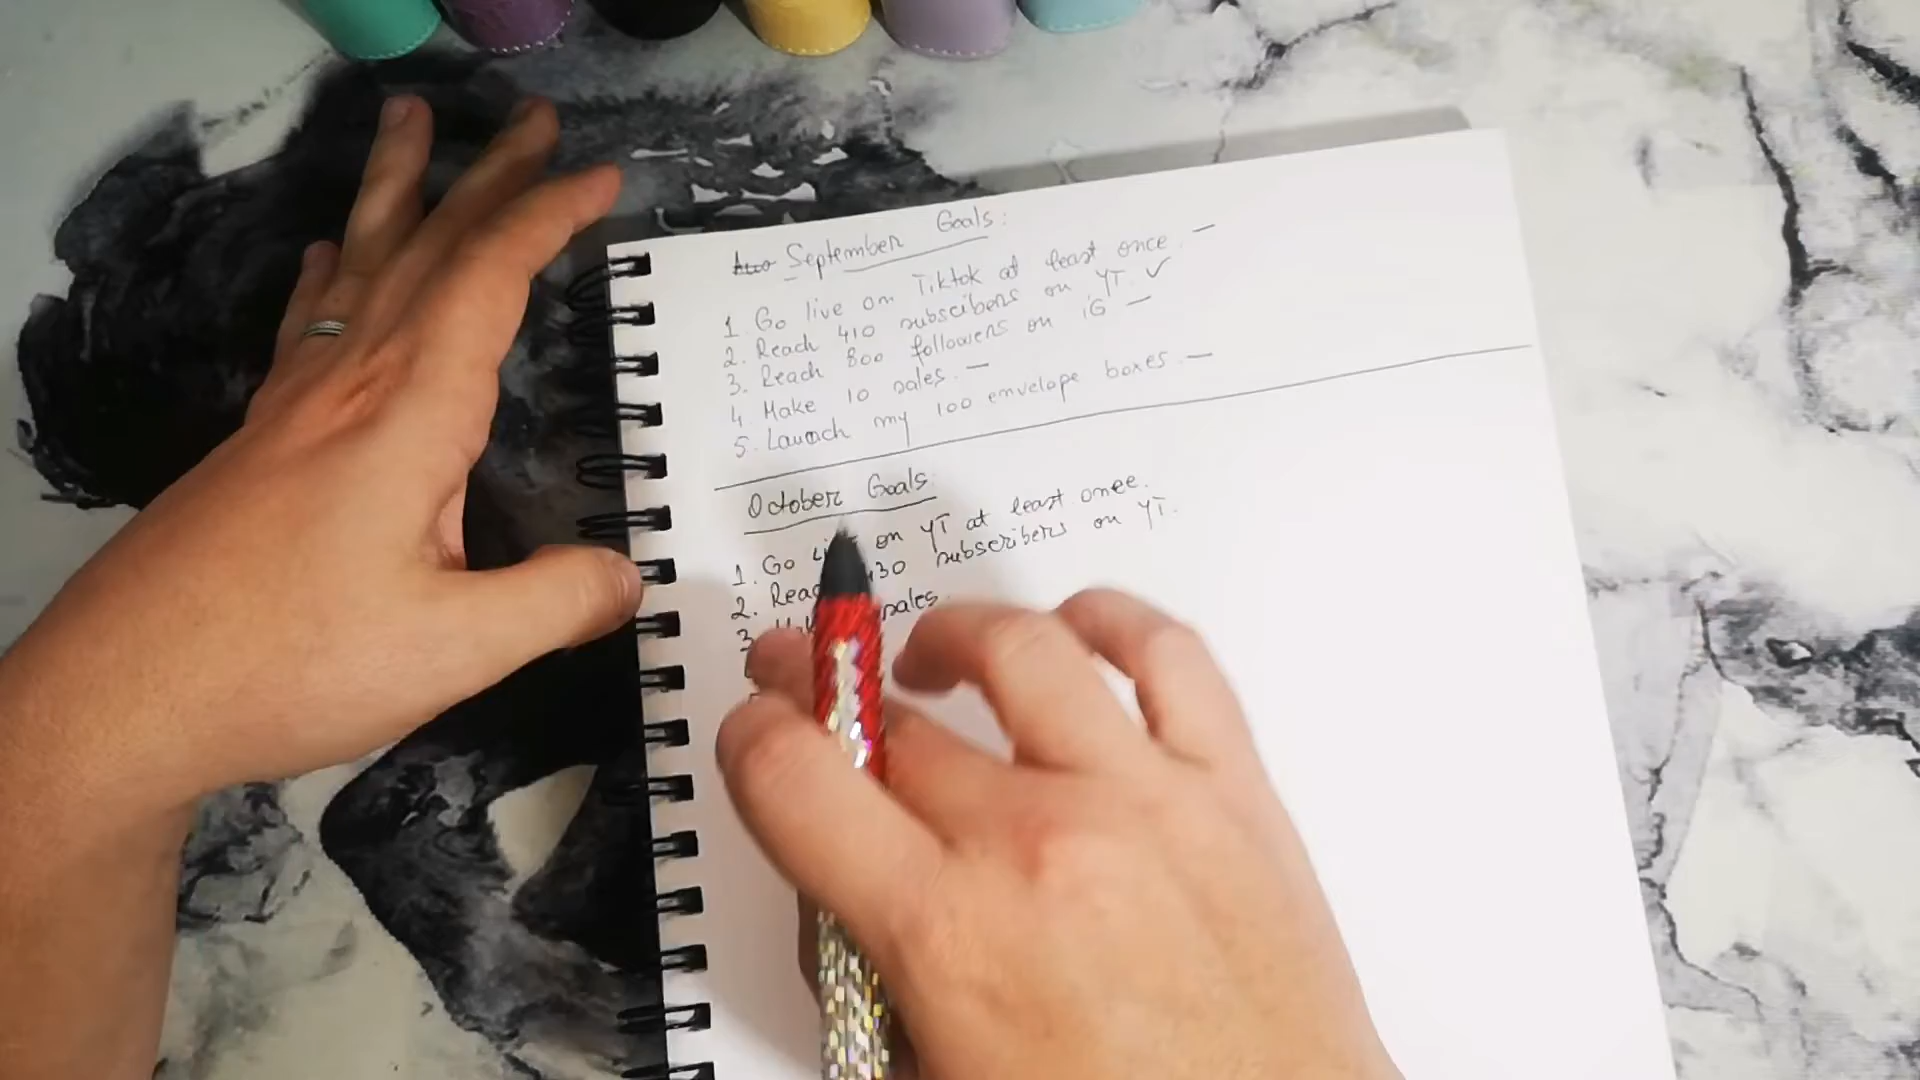 September Goals:
1. Go live on Tiktok at least once. –
2. Reach 410 subscibers on YT. ✓
3. Reach 800 followers on iG –
4. Make 10 sales. –
5. Launch my 100 envelope boxes. –
October Goals:
1. Go on YT at least once.
2. 430 subscribers on YT.
3. sales.